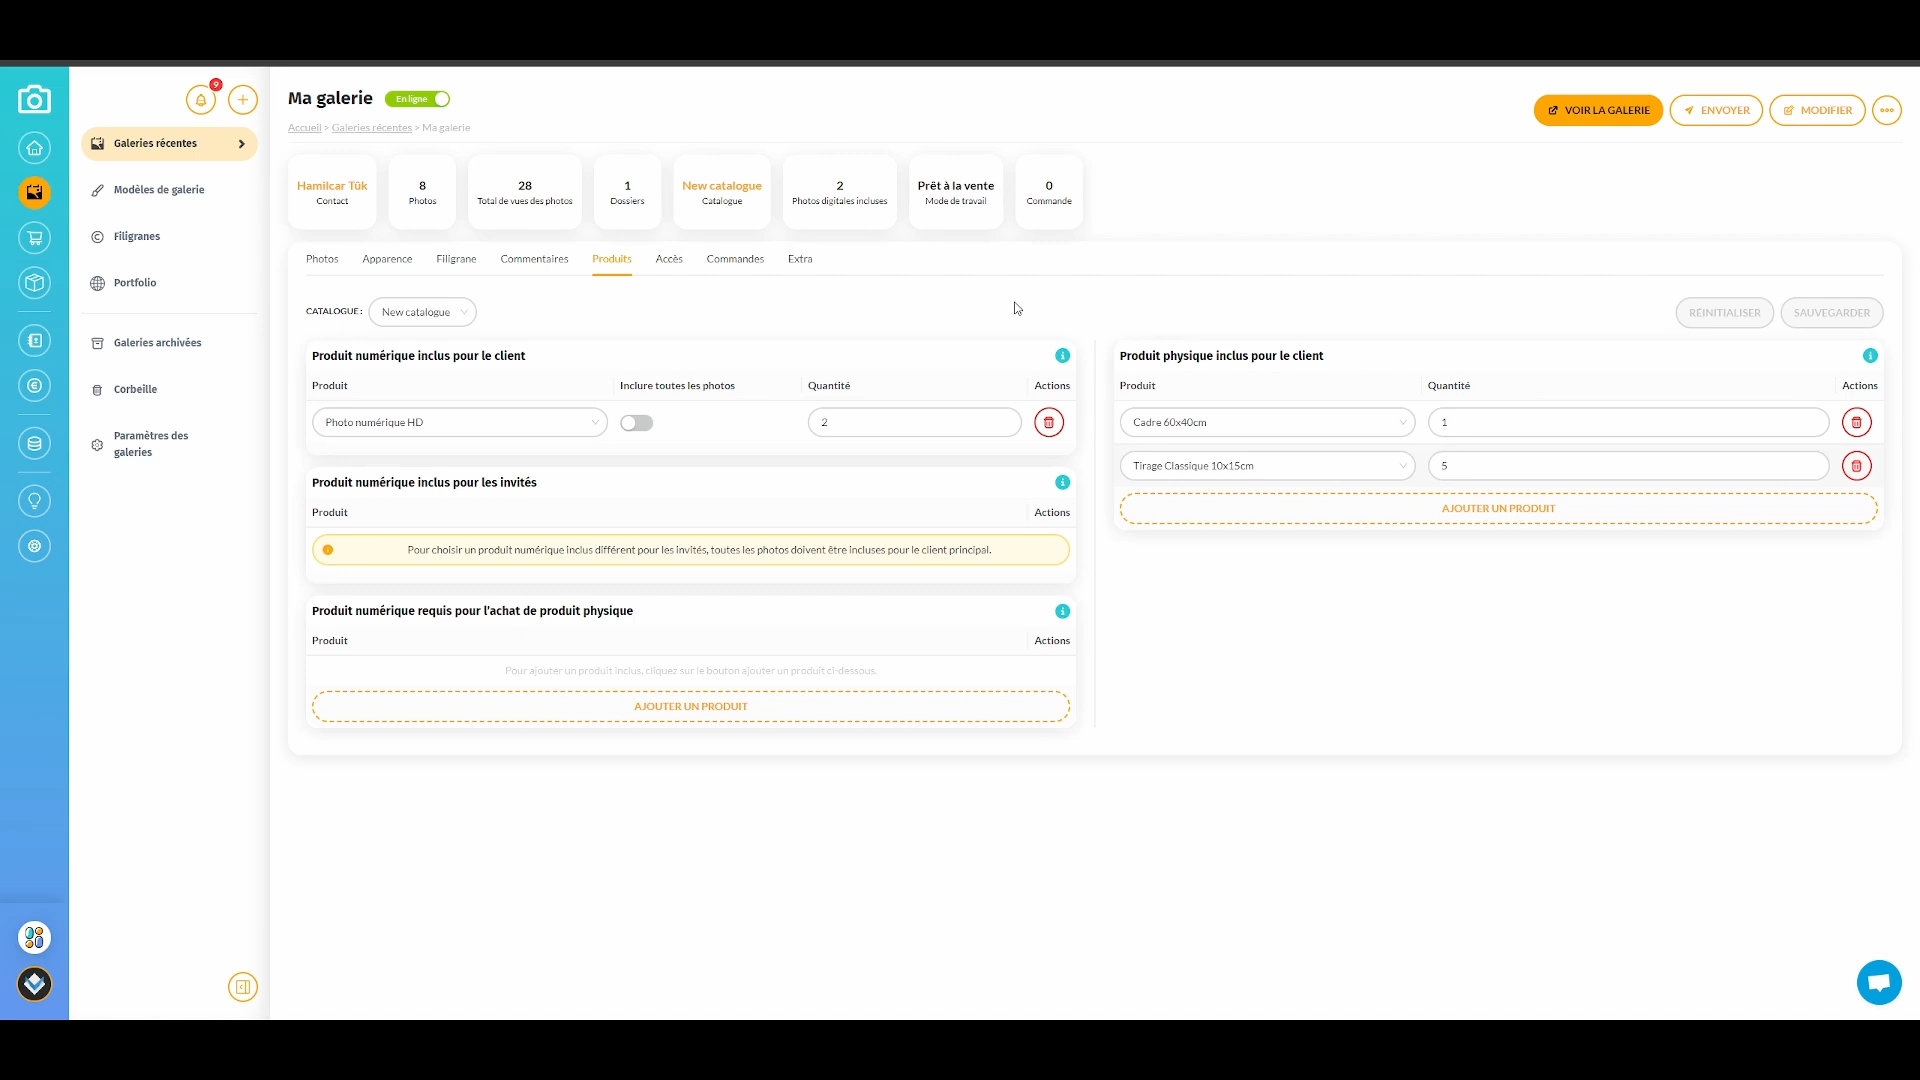 9
Ma galerie
En ligne
Accueil > Galeries récentes > Ma galerie
VOIR LA GALERIE
ENVOYER
MODIFIER
Galeries récentes
Modèles de galerie
Filigranes
Portfolio
Galeries archivées
Corbeille
Paramètres des
galeries
Hamilcar Tûk
Contact
8
Photos
28
Total de vues des photos
1
Dossiers
New catalogue
Catalogue
2
Photos digitales incluses
Prêt à la vente
Mode de travail
0
Commande
Photos Apparence Filigrane Commentaires Produits Accès Commandes Extra
CATALOGUE : New catalogue
RÉINITIALISER
SAUVEGARDER
Produit numérique inclus pour le client
Produit Inclure toutes les photos Quantité Actions
Photo numérique HD 2
Produit numérique inclus pour les invités
Produit Actions
Pour choisir un produit numérique inclus différent pour les invités, toutes les photos doivent être incluses pour le client principal.
Produit numérique requis pour l'achat de produit physique
Produit Actions
Pour ajouter un produit inclus, cliquez sur le bouton ajouter un produit ci-dessous.
AJOUTER UN PRODUIT
Produit physique inclus pour le client
Produit Quantité Actions
Cadre 60x40cm 1
Tirage Classique 10x15cm 5
AJOUTER UN PRODUIT